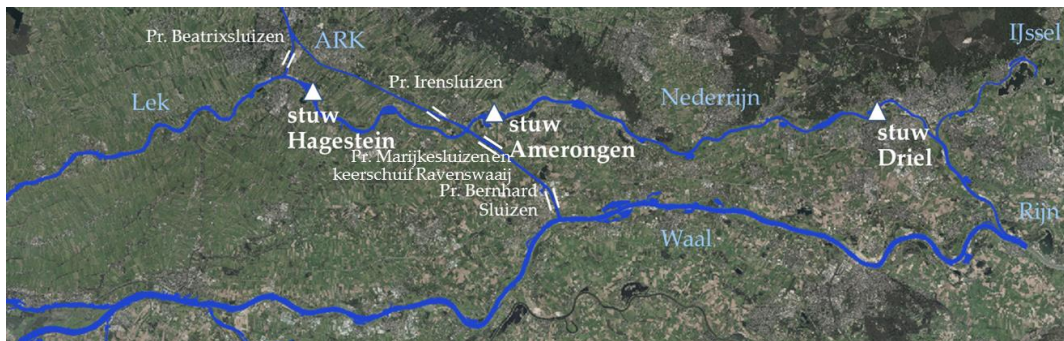 Pr. Beatrixsluizen
ARK
IJssel
Pr. Irensluizen
Lek
Nederrijn
stuw
Hagestein
stuw
Amerongen
stuw
Driel
Pr. Marijkesluizen en
keerschuif Ravenswaaij
Pr. Bernhard
Sluizen
Rijn
Waal